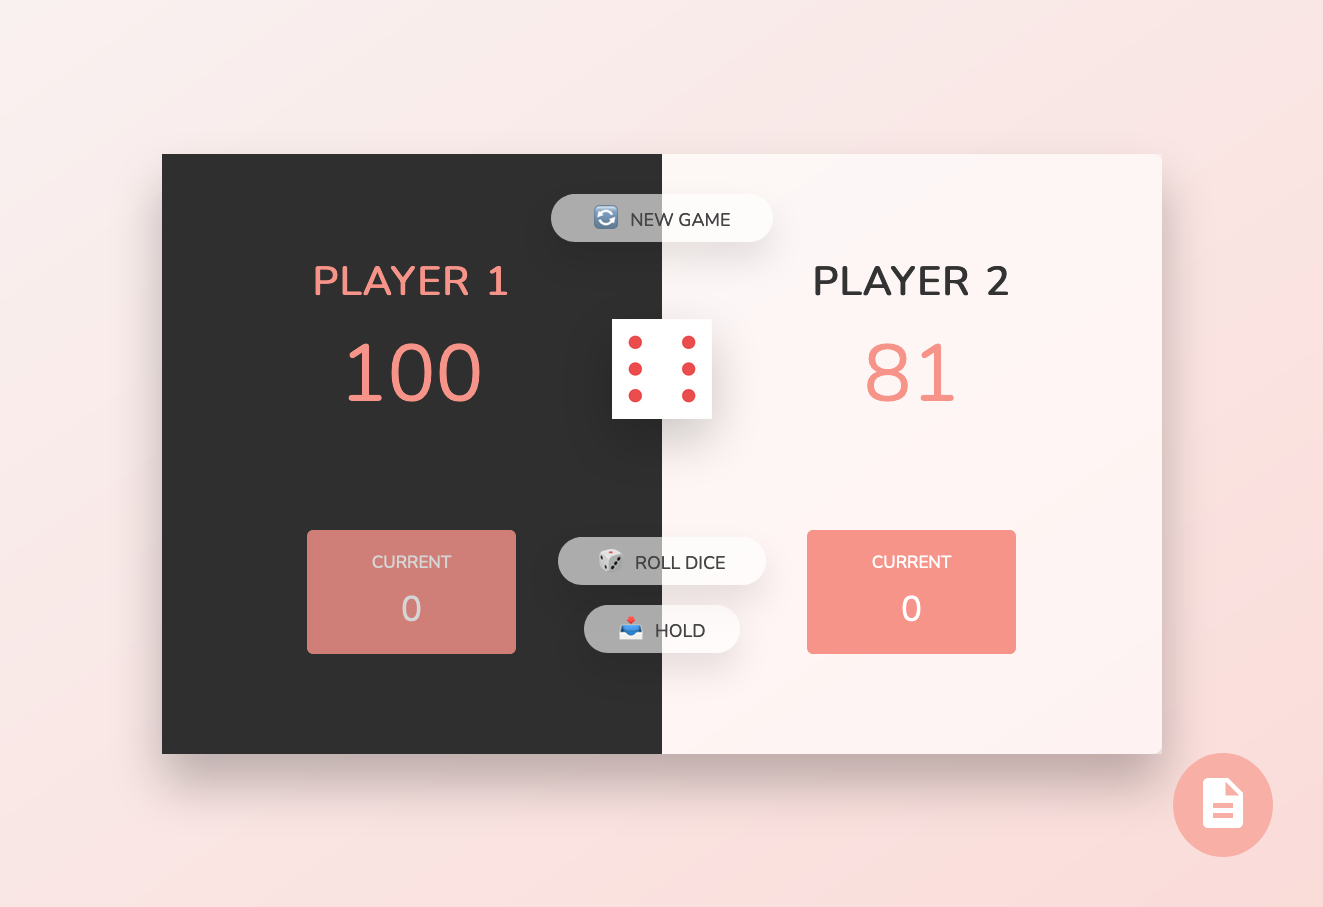 🔄 NEW GAME
PLAYER 1
100
PLAYER 2
81
CURRENT
0
🎲 ROLL DICE
📥 HOLD
CURRENT
0